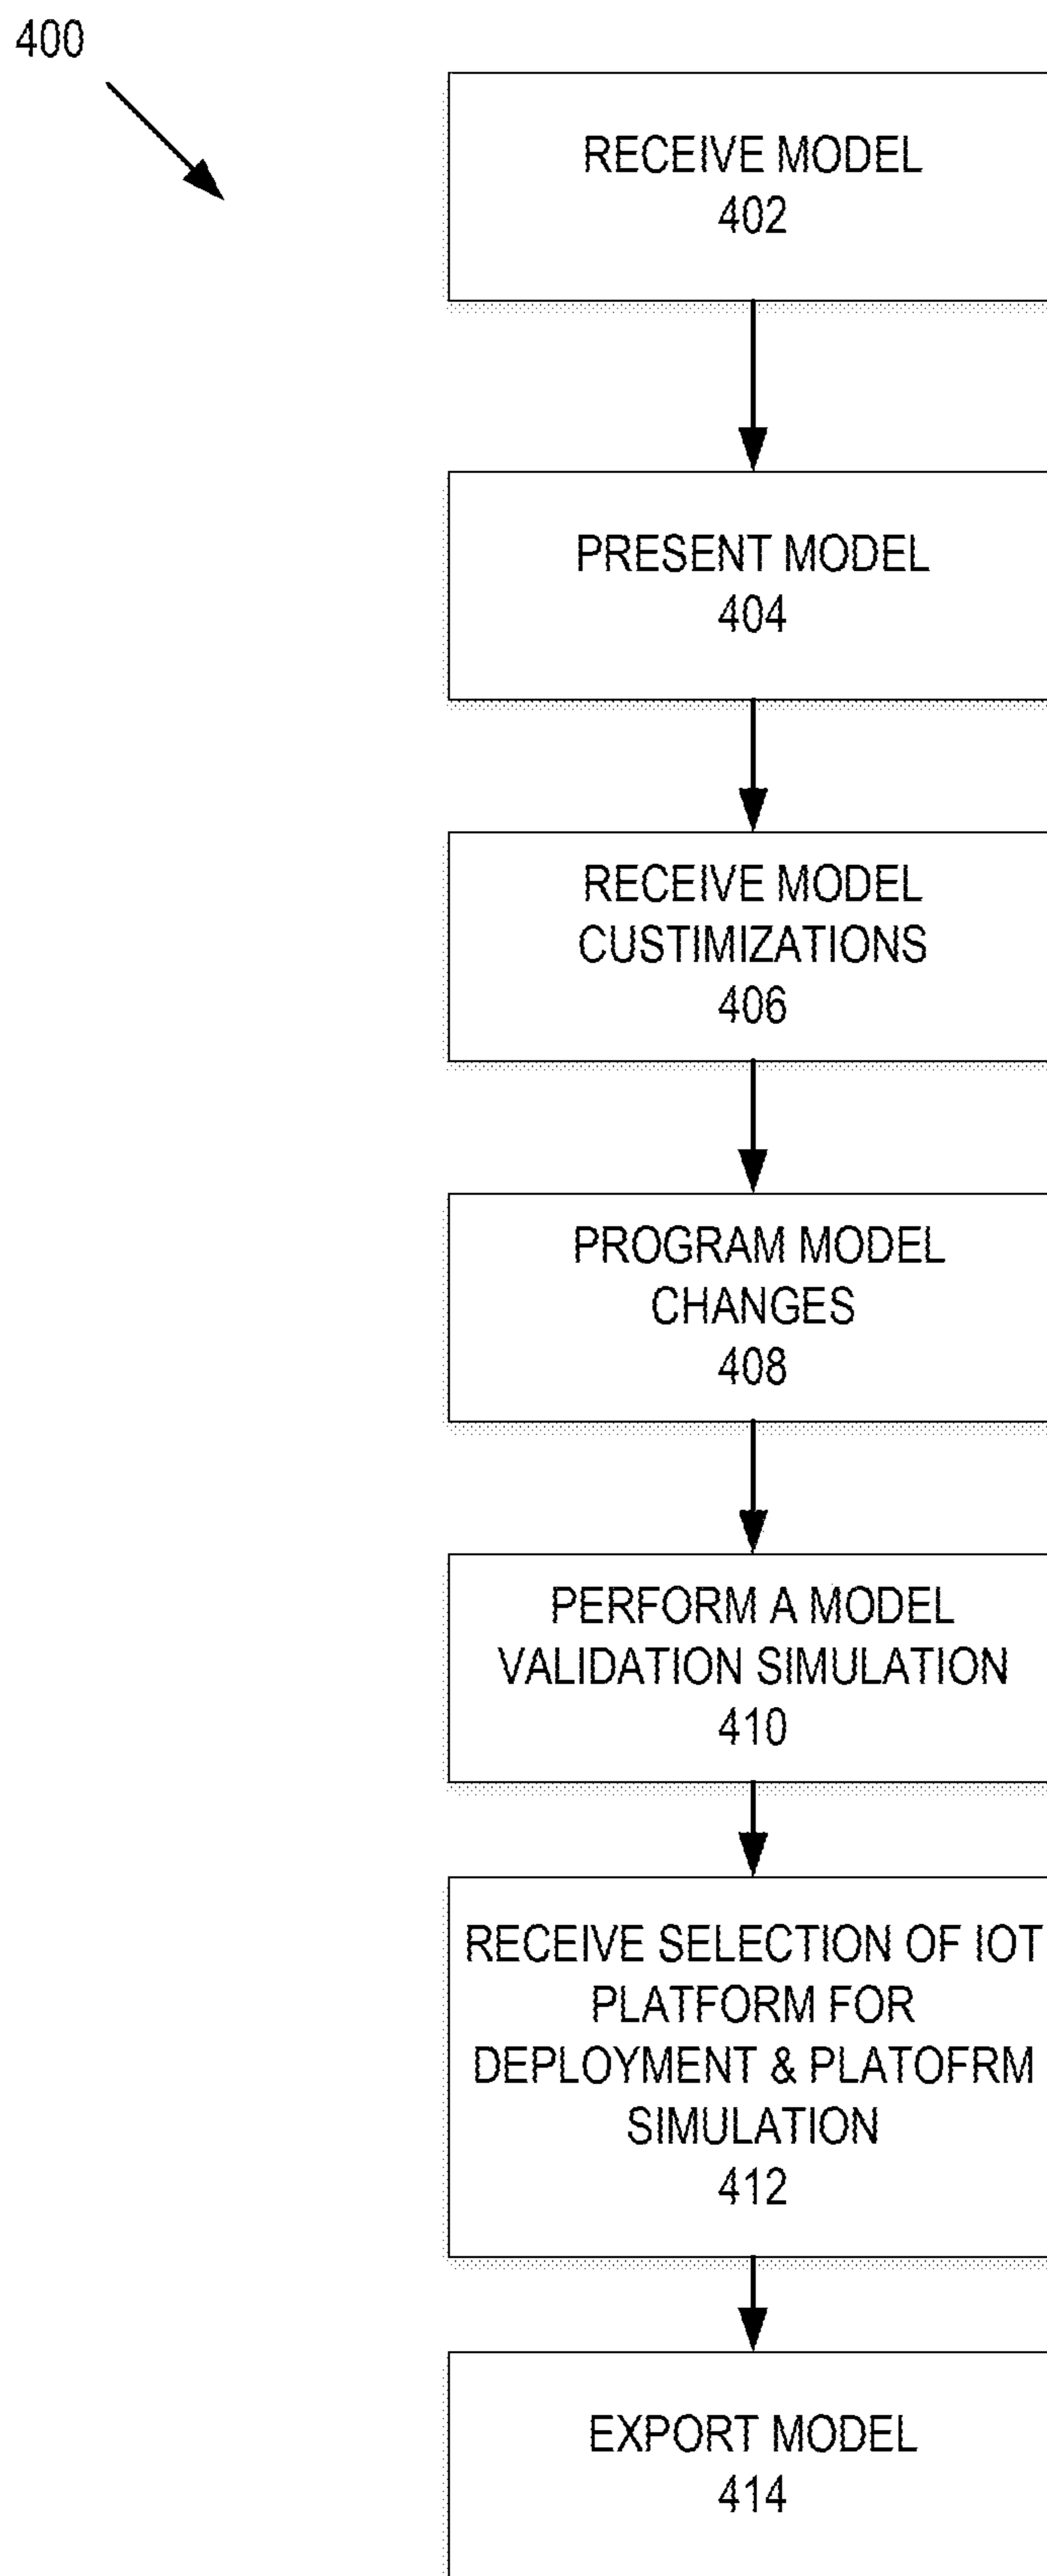 400
RECEIVE MODEL
402
PRESENT MODEL
404
RECEIVE MODEL
CUSTIMIZATIONS
406
PROGRAM MODEL
CHANGES
408
PERFORM A MODEL
VALIDATION SIMULATION
410
RECEIVE SELECTION OF IOT
PLATFORM FOR
DEPLOYMENT & PLATOFRM
SIMULATION
412
EXPORT MODEL
414